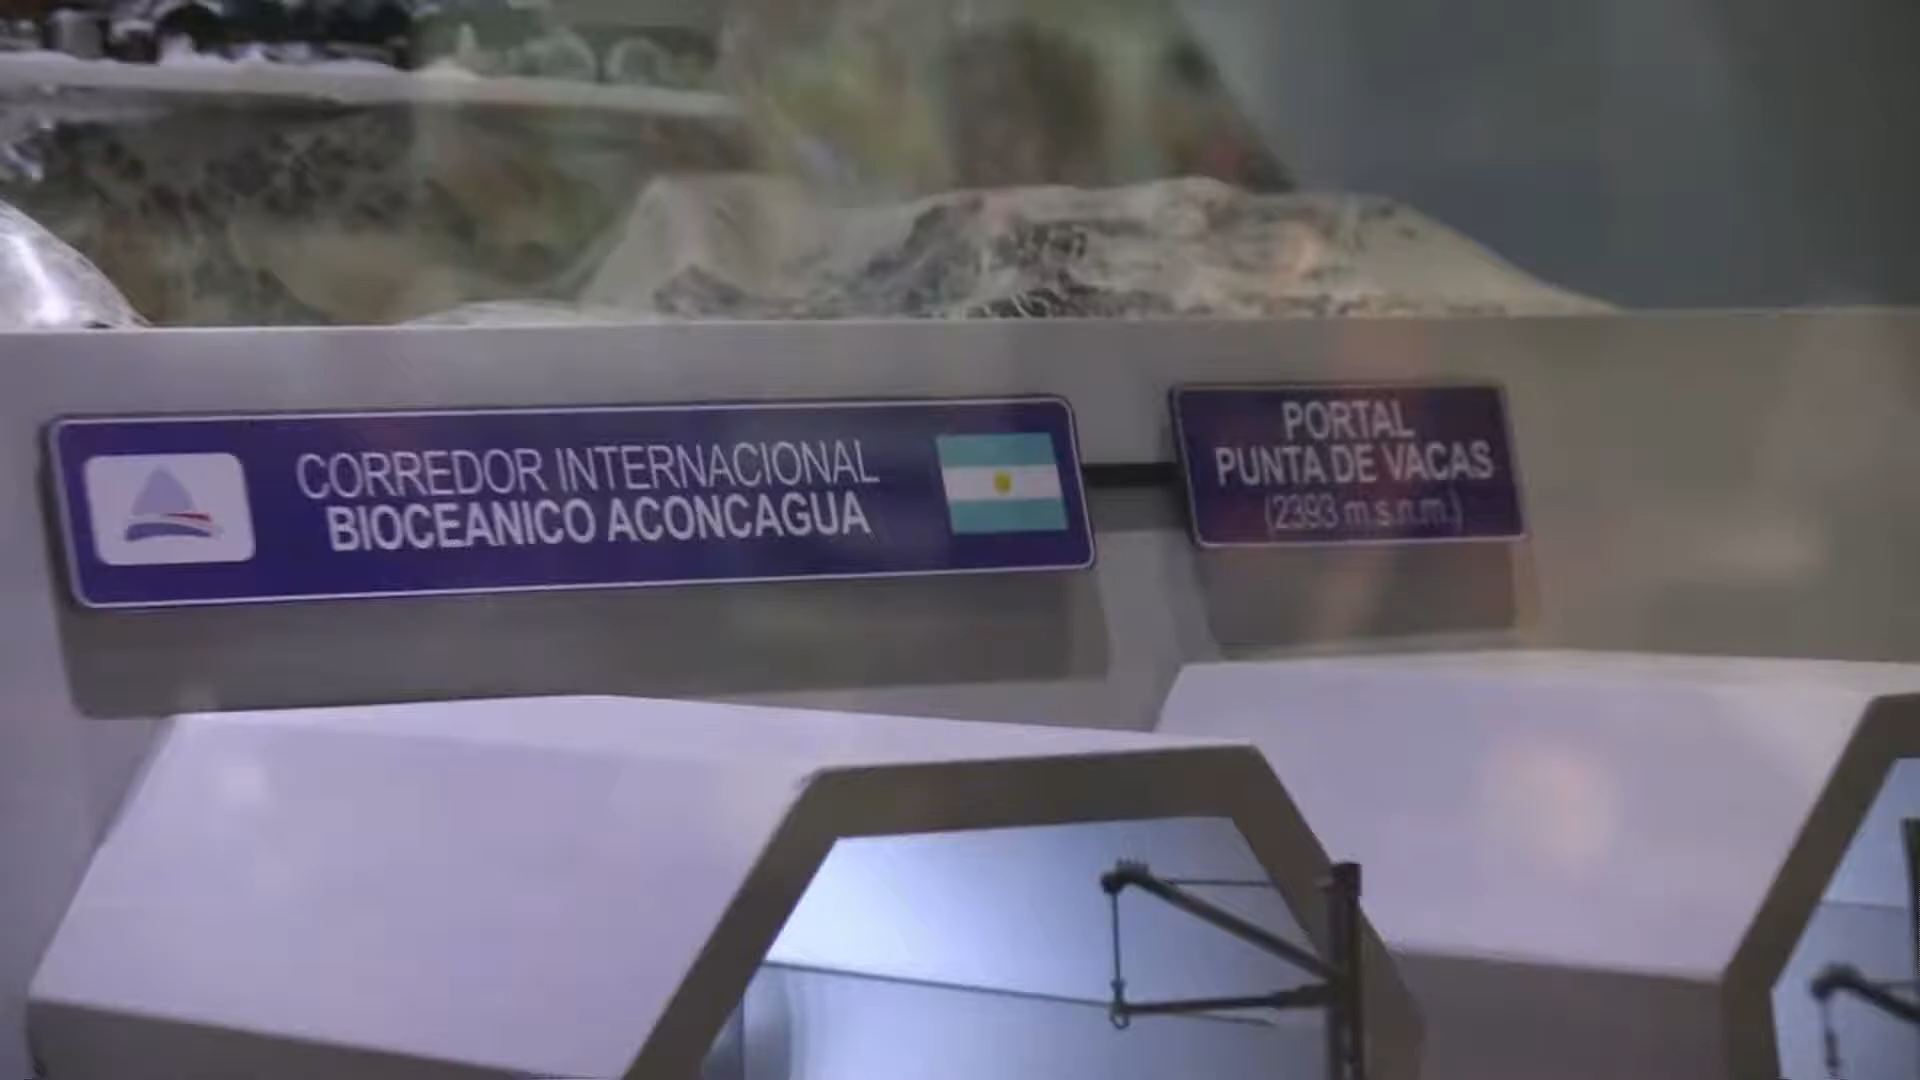 CORREDOR INTERNACIONAL
BIOCEANICO ACONCAGUA
PORTAL
PUNTA DE VACAS
(2393 m.s.n.m.)